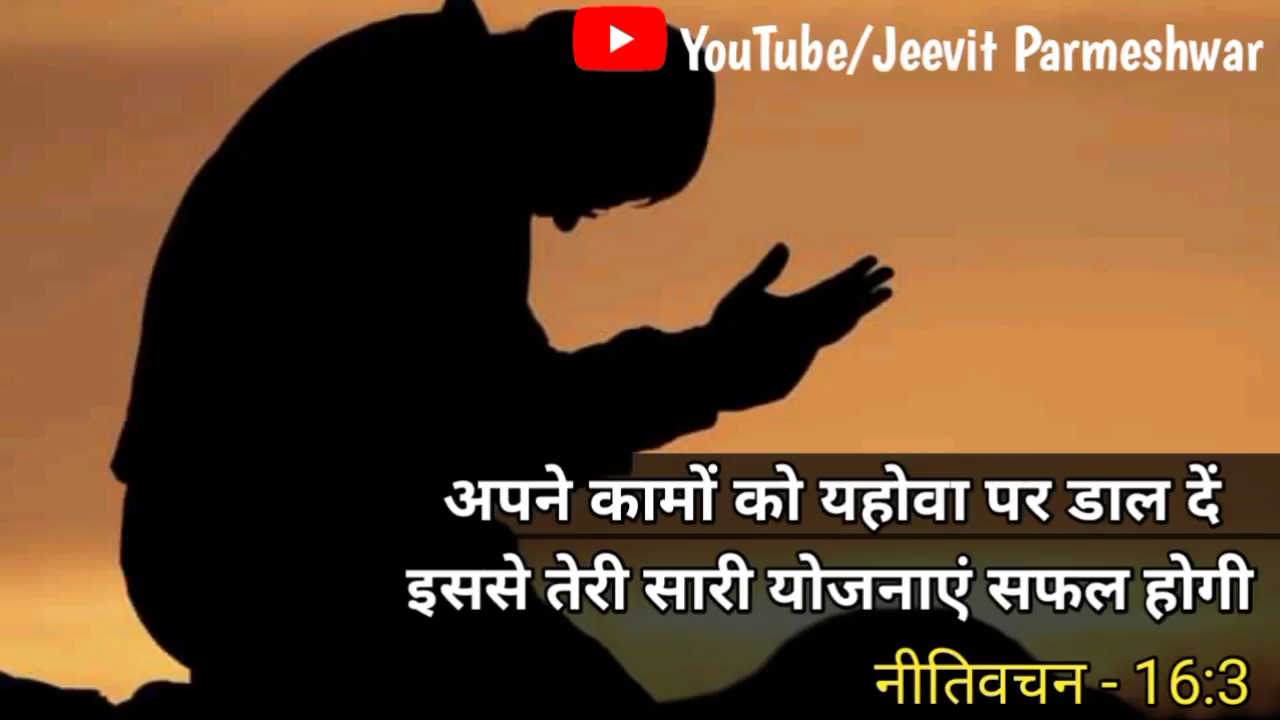 YouTube/Jeevit Parmeshwar
अपने कामों को यहोवा पर डाल दें
इससे तेरी सारी योजनाएं सफल होगी
नीतिवचन - 16:3